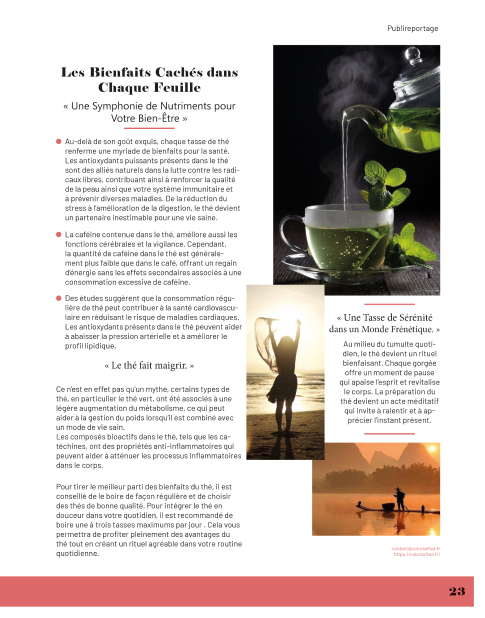 Publireportage
Les Bienfaits Cachés dans
Chaque Feuille
« Une Symphonie de Nutriments pour
Votre Bien-Être »
Au-delà de son goût exquis, chaque tasse de thé
renferme une myriade de bienfaits pour la santé.
Les antioxydants puissants présents dans le thé
sont des alliés naturels dans la lutte contre les radi-
caux libres, contribuant ainsi à renforcer la qualité
de la peau ainsi que votre système immunitaire et
à prévenir diverses maladies. De la réduction du
stress à l'amélioration de la digestion, le thé devient
un partenaire inestimable pour une vie saine.
La caféine contenue dans le thé, améliore aussi les
fonctions cérébrales et la vigilance. Cependant,
la quantité de caféine dans le thé est générale-
ment plus faible que dans le café, offrant un regain
d'énergie sans les effets secondaires associés à une
consommation excessive de caféine.
Des études suggèrent que la consommation régu-
lière de thé peut contribuer à la santé cardiovascu-
laire en réduisant le risque de maladies cardiaques.
Les antioxydants présents dans le thé peuvent aider
à abaisser la pression artérielle et à améliorer le
profil lipidique.
« Le thé fait maigrir. »
Ce n'est en effet pas qu'un mythe, certains types de
thé, en particulier le thé vert, ont été associés à une
légère augmentation du métabolisme, ce qui peut
aider à la gestion du poids lorsqu'il est combiné avec
un mode de vie sain.
Les composés bioactifs dans le thé, tels que les ca-
téchines, ont des propriétés anti-inflammatoires qui
peuvent aider à atténuer les processus inflammatoires
dans le corps.
Pour tirer le meilleur parti des bienfaits du thé, il est
conseillé de le boire de façon régulière et de choisir
des thés de bonne qualité. Pour intégrer le thé en
douceur dans votre quotidien, il est recommandé de
boire une à trois tasses maximums par jour . Cela vous
permettra de profiter pleinement des avantages du
thé tout en créant un rituel agréable dans votre routine
quotidienne.
« Une Tasse de Sérénité
dans un Monde Frénétique. »
Au milieu du tumulte quoti-
dien, le thé devient un rituel
bienfaisant. Chaque gorgée
offre un moment de pause
qui apaise l'esprit et revitalise
le corps. La préparation du
thé devient un acte méditatif
qui invite à ralentir et à ap-
précier l'instant présent.
23